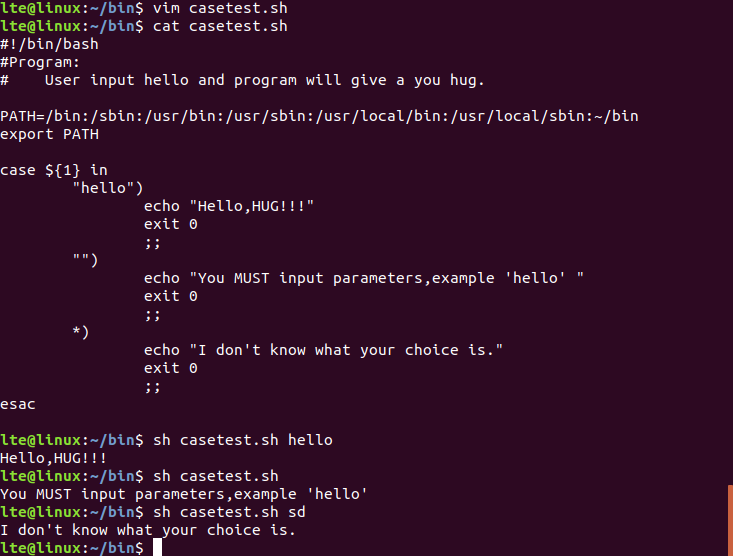 lte@linux:~/bin$ vim casetest.sh
lte@linux:~/bin$ cat casetest.sh
#!/bin/bash
#Program:
#    User input hello and program will give a you hug.

PATH=/bin:/sbin:/usr/bin:/usr/sbin:/usr/local/bin:/usr/local/sbin:~/bin
export PATH

case ${1} in
        "hello")
                echo "Hello,HUG!!!"
                exit 0
                ;;
        "")
                echo "You MUST input parameters,example 'hello' "
                exit 0
                ;;
        *)
                echo "I don't know what your choice is."
                exit 0
                ;;
esac

lte@linux:~/bin$ sh casetest.sh hello
Hello,HUG!!!
lte@linux:~/bin$ sh casetest.sh
You MUST input parameters,example 'hello'
lte@linux:~/bin$ sh casetest.sh sd
I don't know what your choice is.
lte@linux:~/bin$